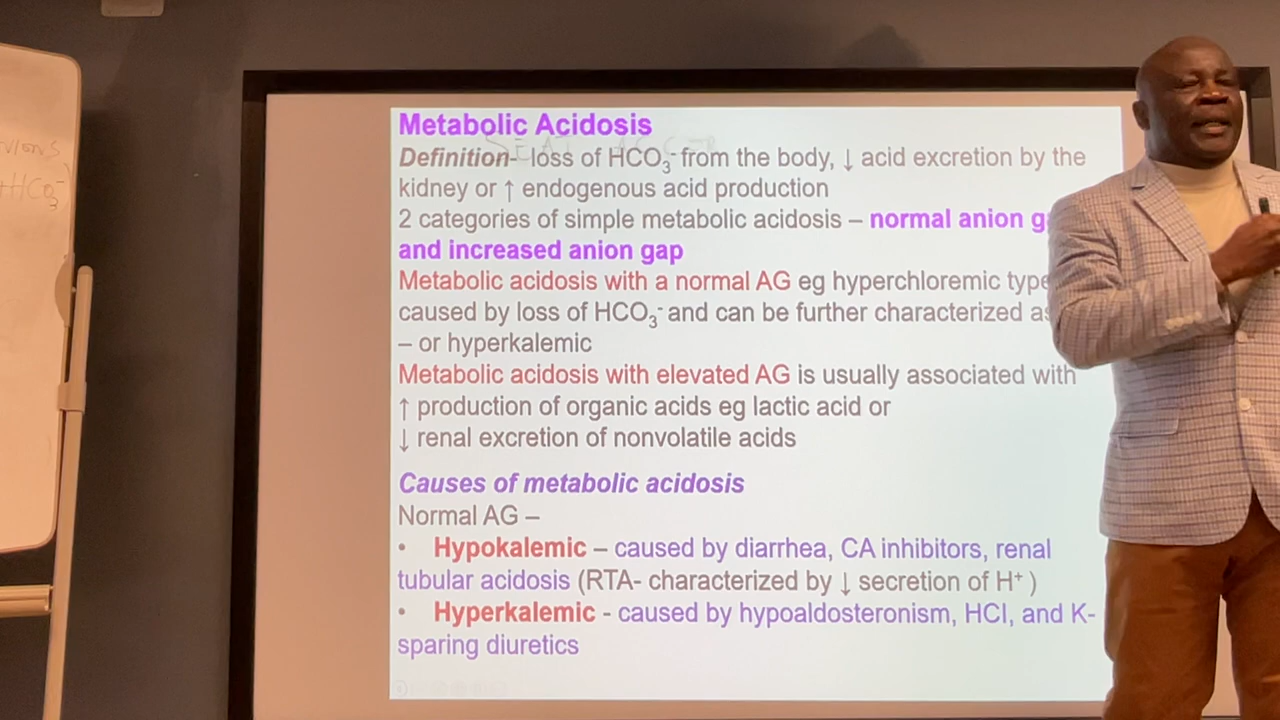 Metabolic Acidosis
Definition- loss of HCO₃⁻ from the body, ↓ acid excretion by the
kidney or ↑ endogenous acid production
2 categories of simple metabolic acidosis – normal anion
and increased anion gap
Metabolic acidosis with a normal AG eg hyperchloremic type
caused by loss of HCO₃⁻ and can be further characterized as
– or hyperkalemic
Metabolic acidosis with elevated AG is usually associated with
↑ production of organic acids eg lactic acid or
↓ renal excretion of nonvolatile acids
Causes of metabolic acidosis
Normal AG –
• Hypokalemic – caused by diarrhea, CA inhibitors, renal
tubular acidosis (RTA- characterized by ↓ secretion of H⁺ )
• Hyperkalemic - caused by hypoaldosteronism, HCl, and K-
sparing diuretics
+HCO₃⁻